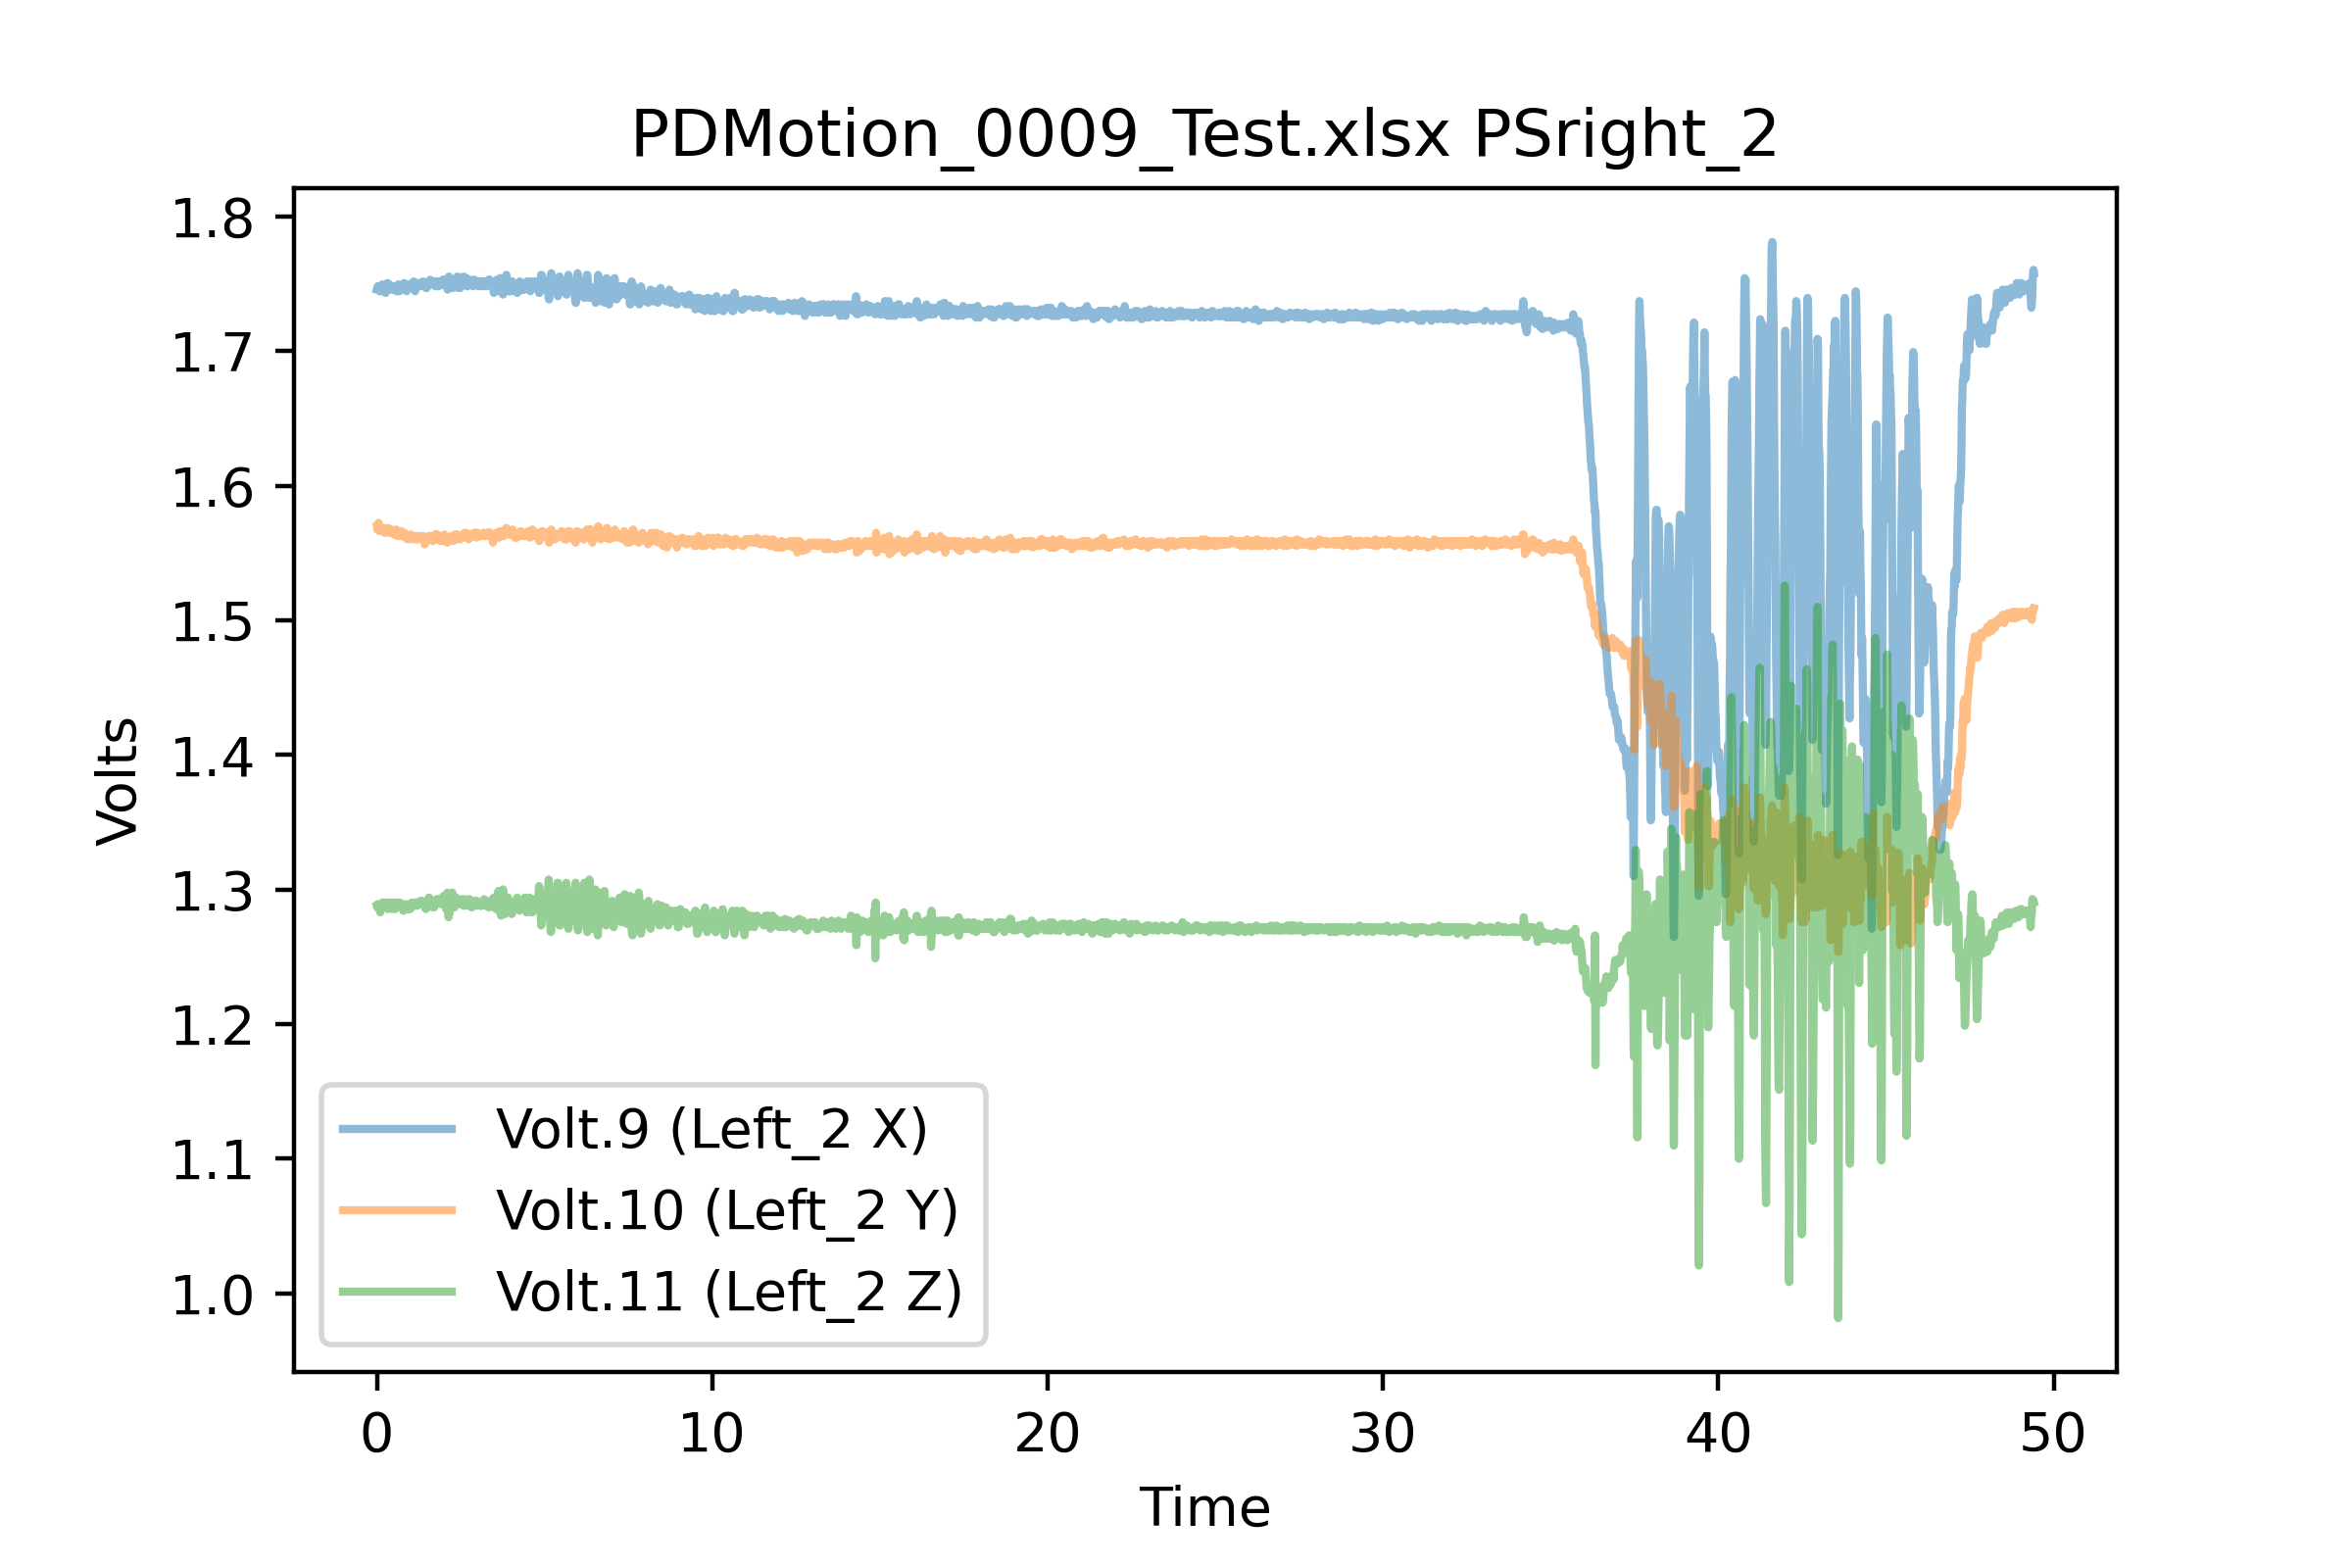 PDMotion_0009_Test.xlsx PSright_2
Volts
1.8
1.7
1.6
1.5
1.4
1.3
1.2
1.1
1.0
Volt.9 (Left_2 X)
Volt.10 (Left_2 Y)
Volt.11 (Left_2 Z)
0 10 20 30 40 50
Time